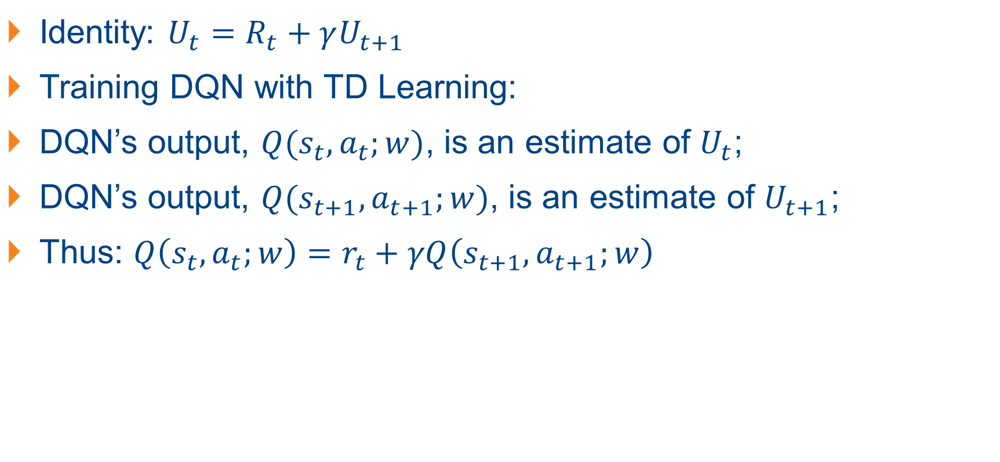 Identity: $U_t = R_t + \gamma U_{t+1}$
Training DQN with TD Learning:
DQN’s output, $Q(s_t, a_t; w)$, is an estimate of $U_t$;
DQN’s output, $Q(s_{t+1}, a_{t+1}; w)$, is an estimate of $U_{t+1}$;
Thus: $Q(s_t, a_t; w) = r_t + \gamma Q(s_{t+1}, a_{t+1}; w)$